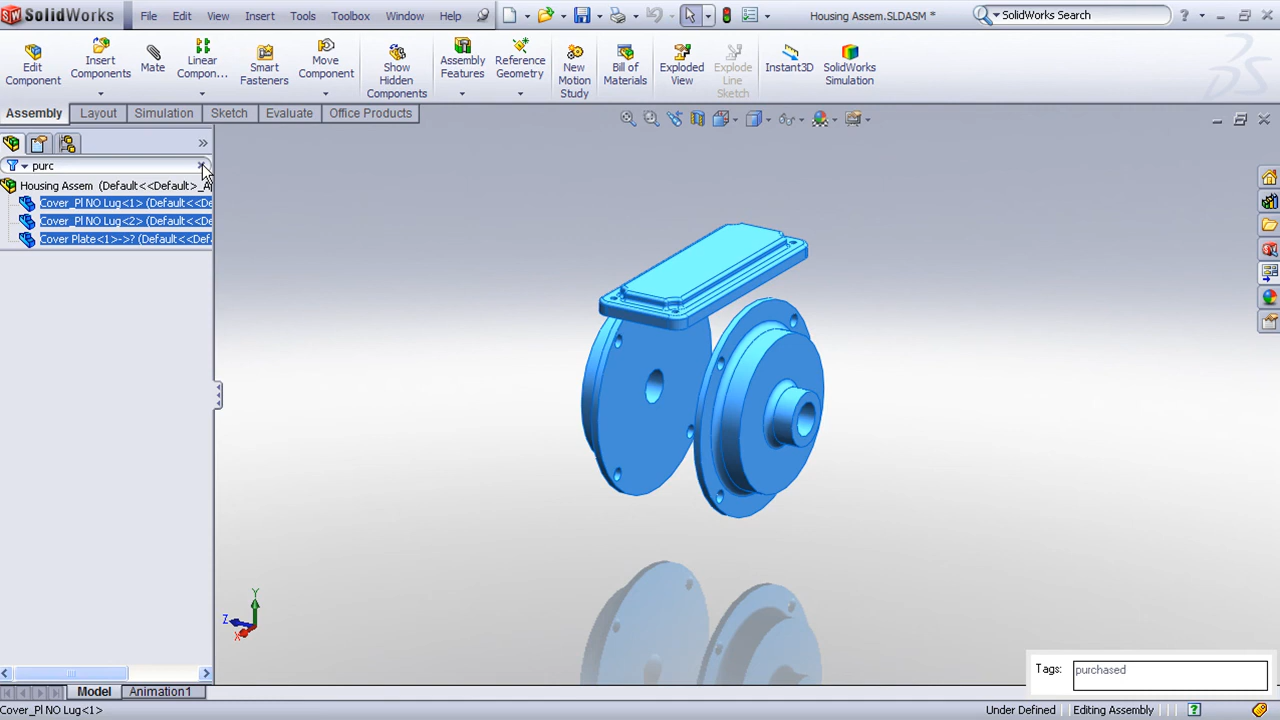 SolidWorks File Edit View Insert Tools Toolbox Window Help Housing Assem.SLDASM * SolidWorks Search
Edit Component
Insert Components
Mate
Linear Compon...
Smart Fasteners
Move Component
Show Hidden Components
Assembly Features
Reference Geometry
New Motion Study
Bill of Materials
Exploded View
Explode Line Sketch
Instant3D
SolidWorks Simulation
Assembly Layout Simulation Sketch Evaluate Office Products
purc
Housing Assem (Default<<Default>_A
Cover_Pl NO Lug<1> (Default<<De
Cover_Pl NO Lug<2> (Default<<De
Cover Plate<1>->? (Default<<Def
Y
Z
X
Tags: purchased
Model Animation1
Cover_Pl NO Lug<1> Under Defined Editing Assembly